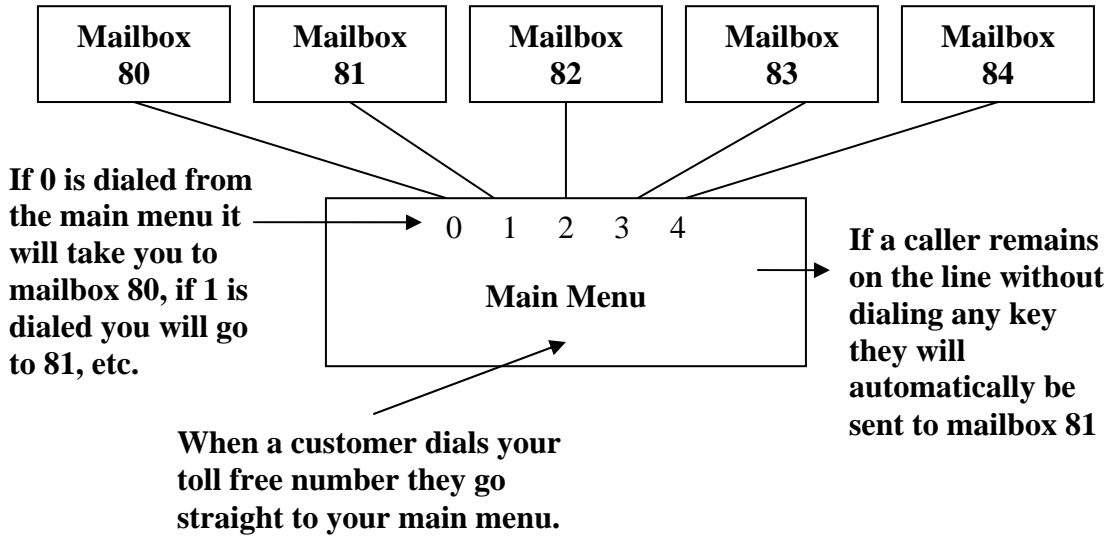 Mailbox
80
Mailbox
81
Mailbox
82
Mailbox
83
Mailbox
84
If 0 is dialed from
the main menu it
will take you to
mailbox 80, if 1 is
dialed you will go
to 81, etc.
0 1 2 3 4
Main Menu
If a caller remains
on the line without
dialing any key
they will
automatically be
sent to mailbox 81
When a customer dials your
toll free number they go
straight to your main menu.